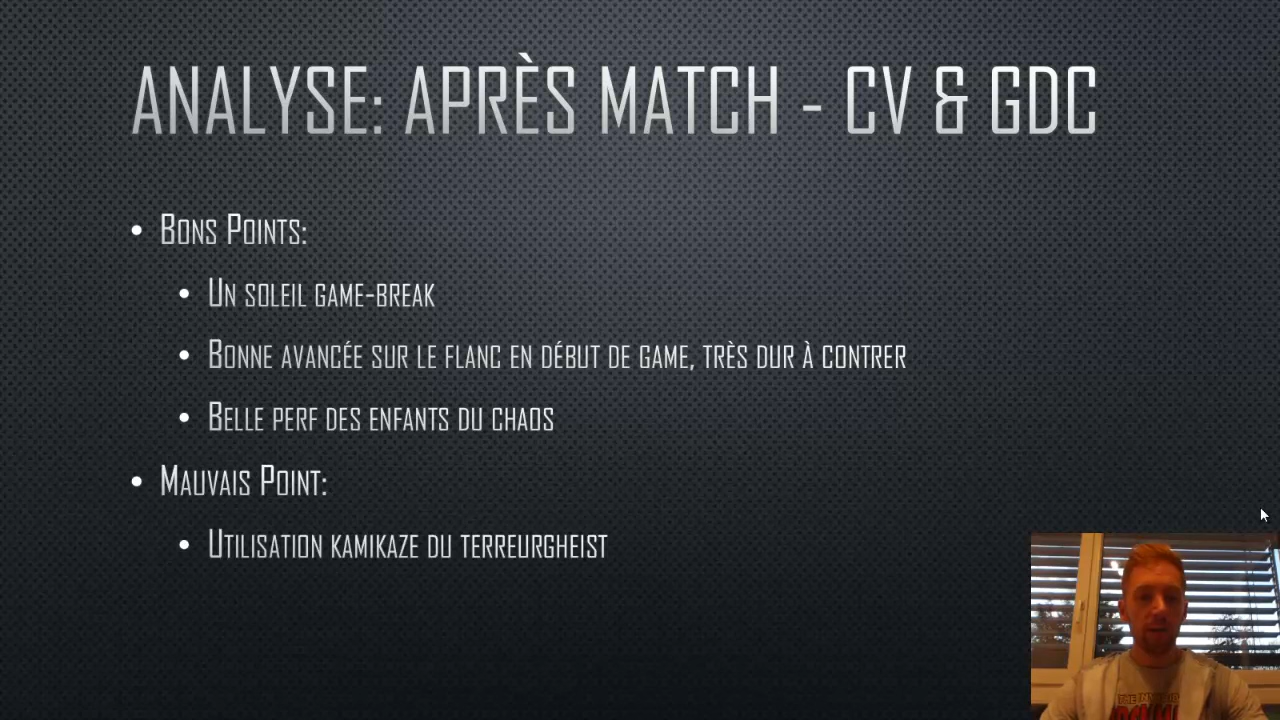 ANALYSE: APRÈS MATCH - CV & GDC
• BONS POINTS:
• UN SOLEIL GAME-BREAK
• BONNE AVANCÉE SUR LE FLANC EN DÉBUT DE GAME, TRÈS DUR À CONTRER
• BELLE PERF DES ENFANTS DU CHAOS
• MAUVAIS POINT:
• UTILISATION KAMIKAZE DU TERREURGHEIST
THE